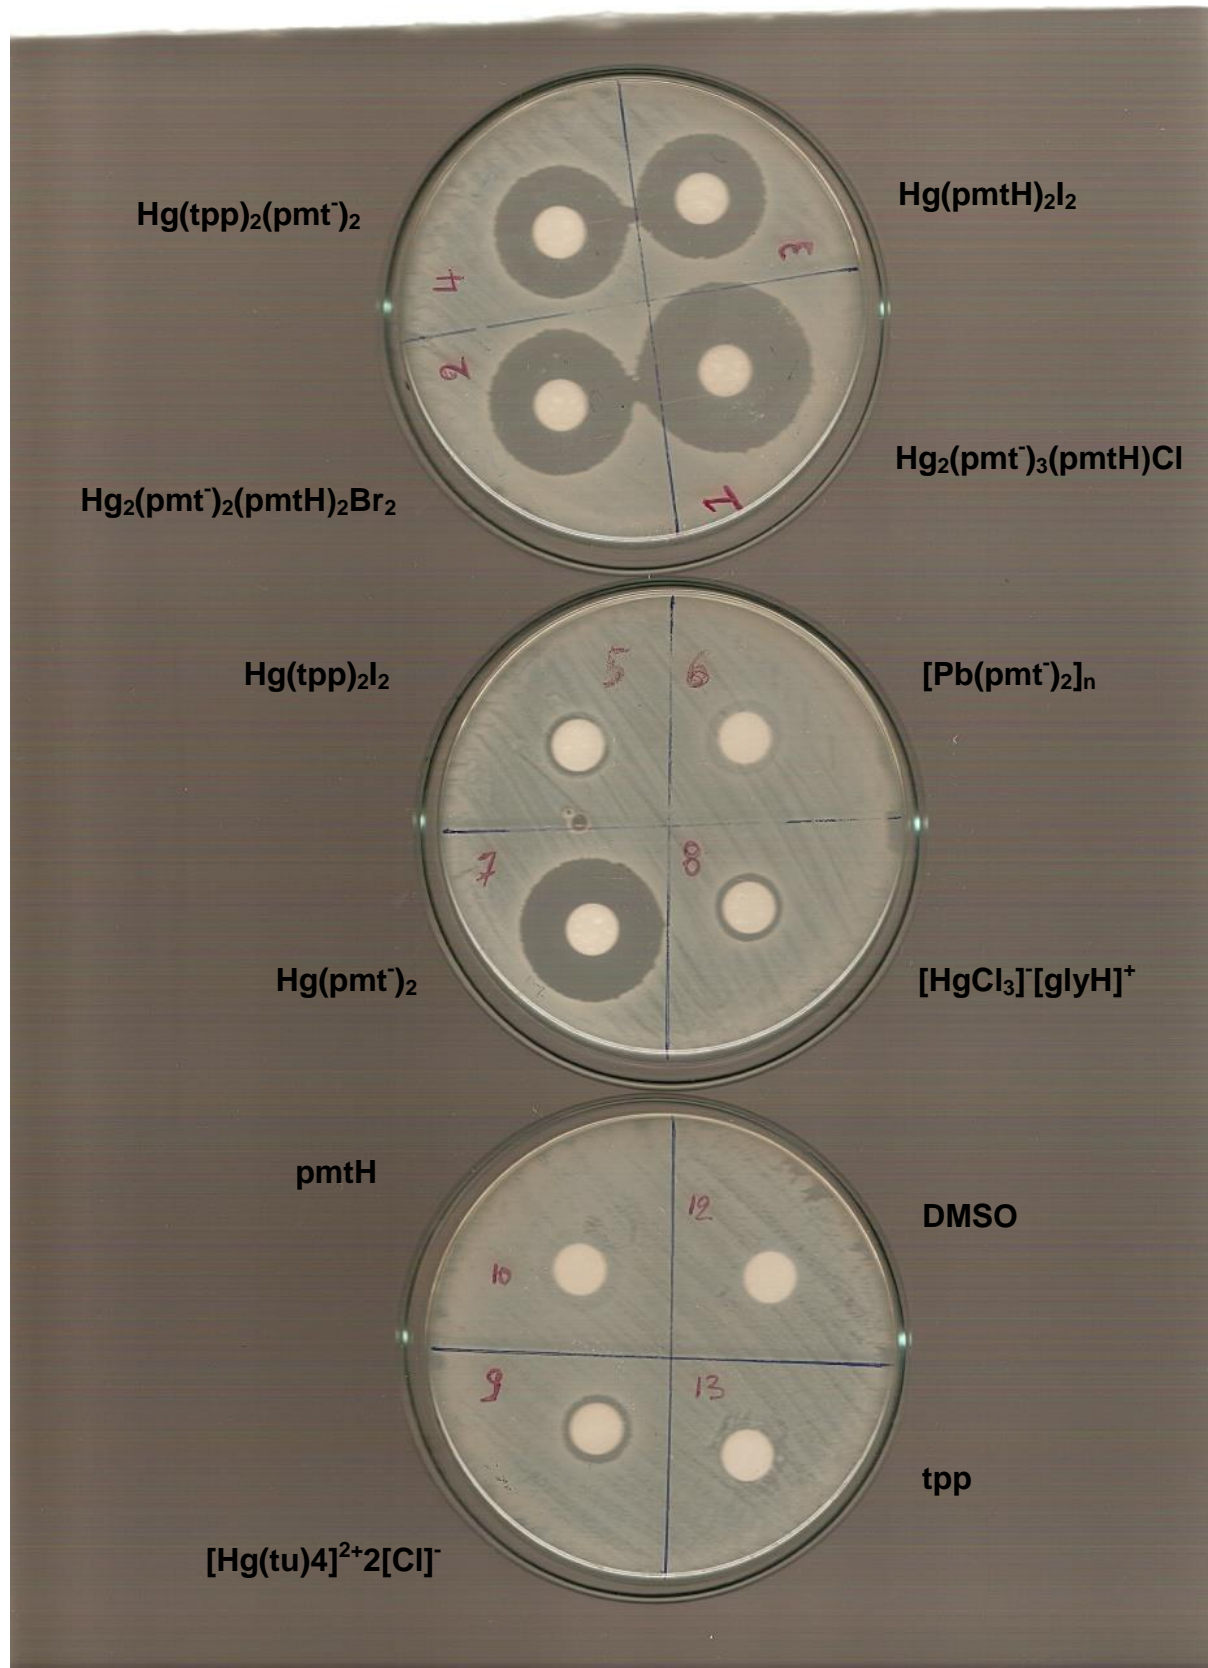 Hg(tpp)₂(pmt⁻)₂
Hg(pmtH)₂I₂
4
3
2
1
Hg₂(pmt⁻)₃(pmtH)Cl
Hg₂(pmt⁻)₂(pmtH)₂Br₂
Hg(tpp)₂I₂
5
6
[Pb(pmt⁻)₂]ₙ
7
8
Hg(pmt⁻)₂
[HgCl₃]⁻[glyH]⁺
pmtH
12
DMSO
10
9
13
tpp
[Hg(tu)4]²⁺2[Cl]⁻